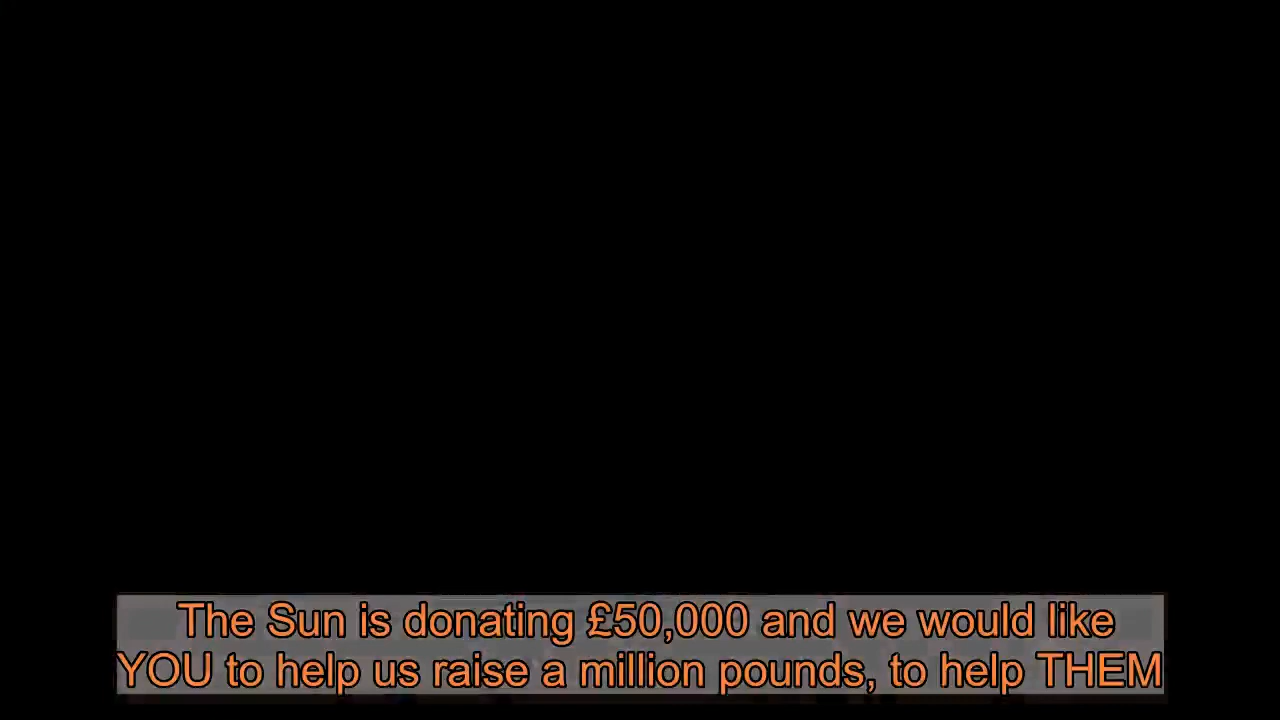 The Sun is donating £50,000 and we would like
YOU to help us raise a million pounds, to help THEM